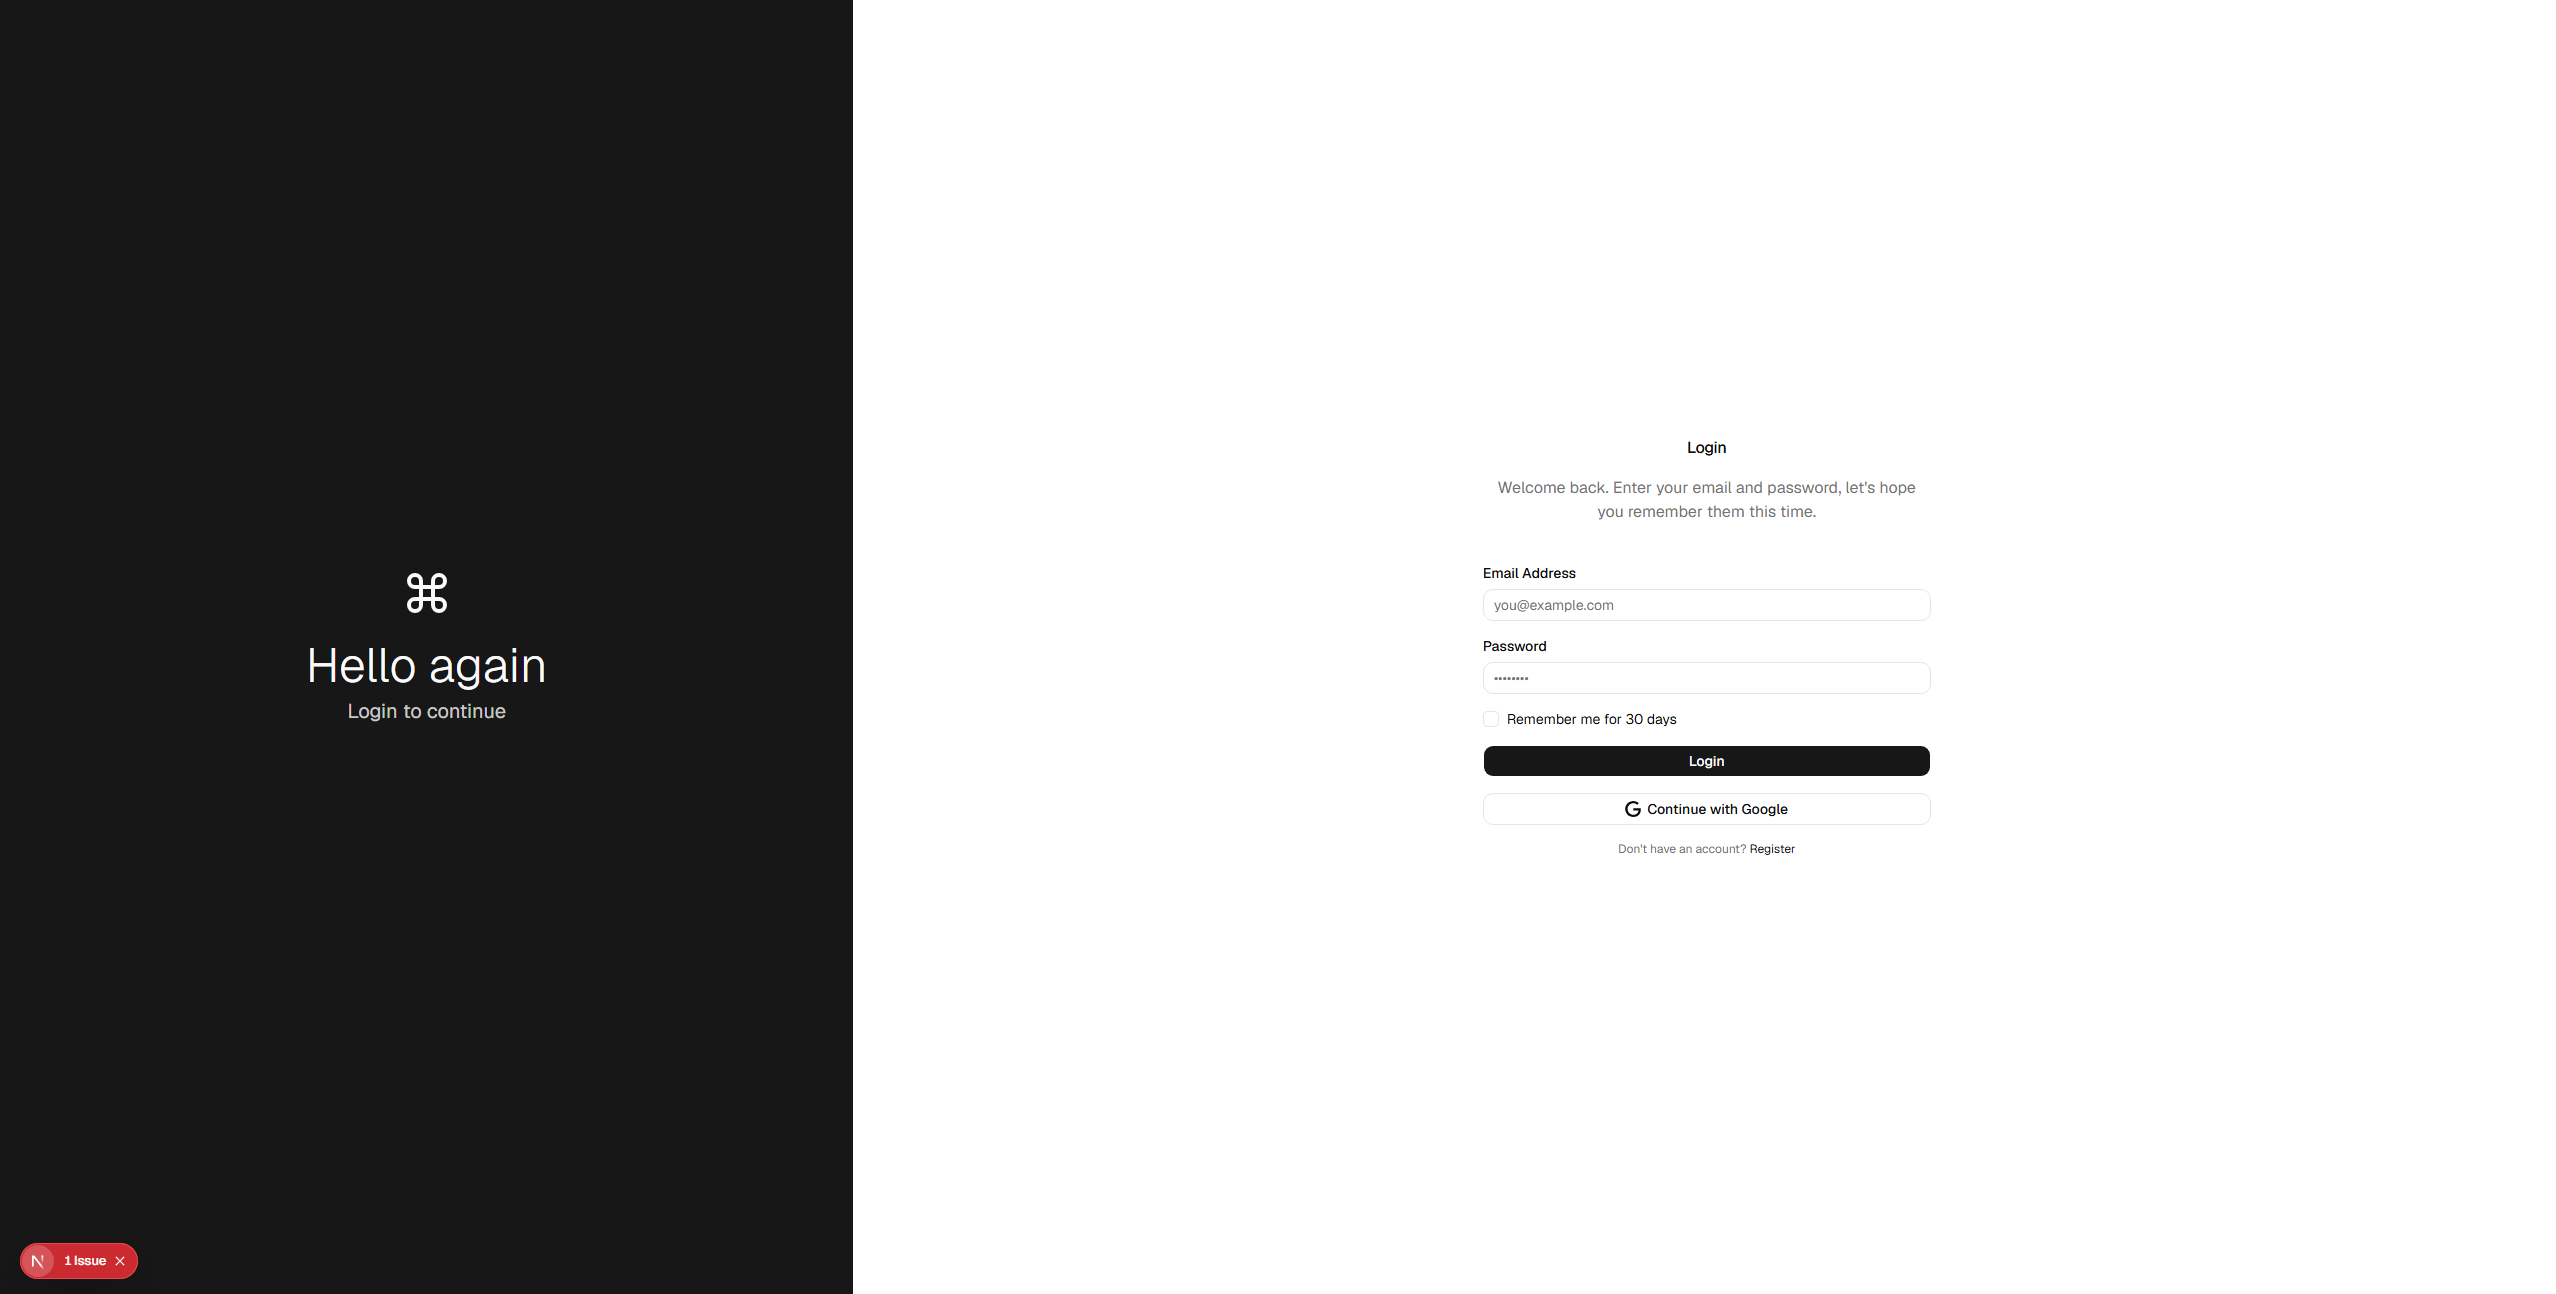 Hello again
Login to continue
Login
Welcome back. Enter your email and password, let's hope
you remember them this time.
Email Address
you@example.com
Password
••••••••
Remember me for 30 days
Login
Continue with Google
Don't have an account? Register
1 Issue